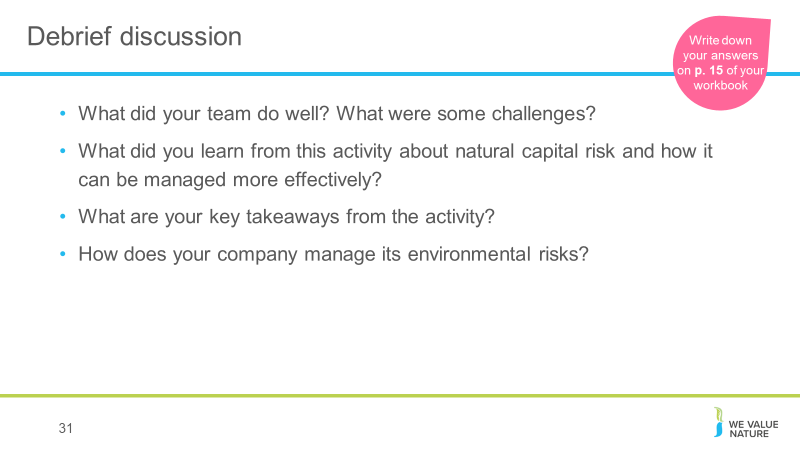 Debrief discussion
Write down
your answers
on p. 15 of your
workbook
• What did your team do well? What were some challenges?
• What did you learn from this activity about natural capital risk and how it
can be managed more effectively?
• What are your key takeaways from the activity?
• How does your company manage its environmental risks?
31
WE VALUE
NATURE